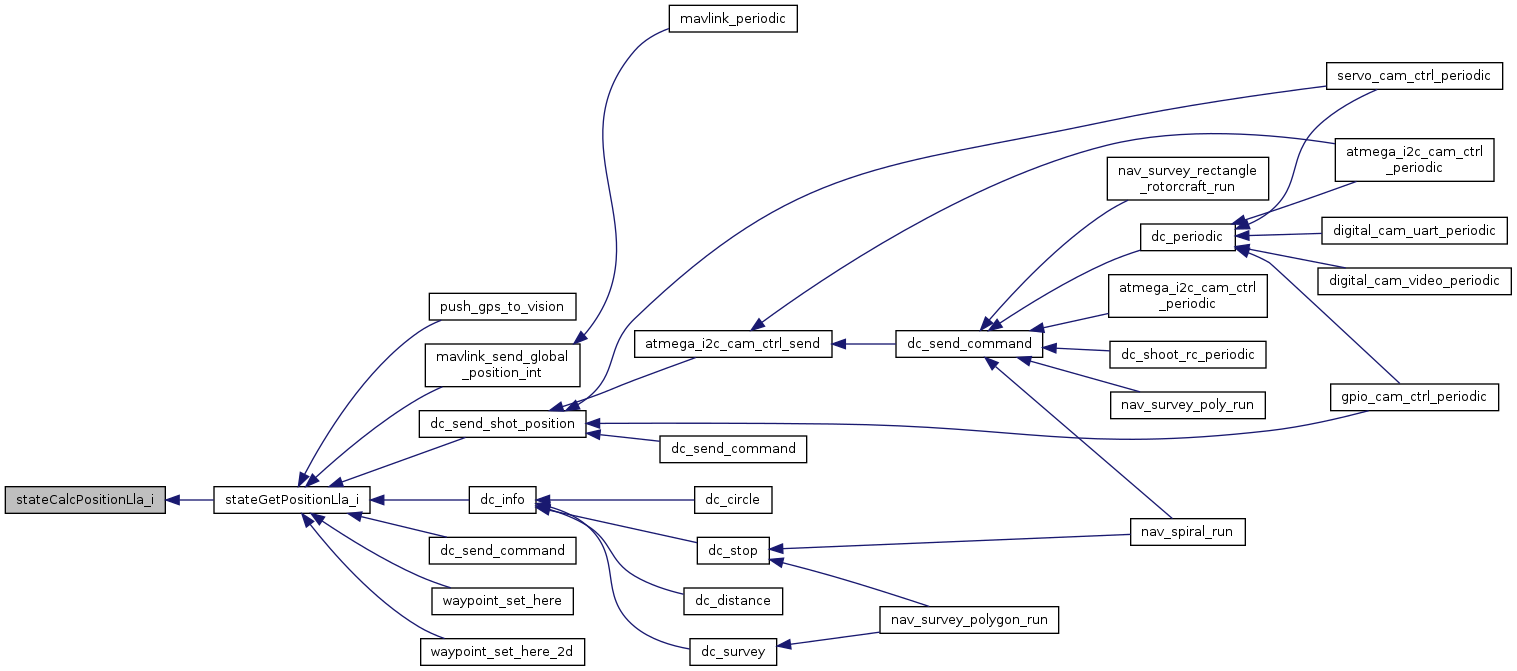 mavlink_periodic
servo_cam_ctrl_periodic
atmega_i2c_cam_ctrl
_periodic
nav_survey_rectangle
_rotorcraft_run
dc_periodic
digital_cam_uart_periodic
digital_cam_video_periodic
atmega_i2c_cam_ctrl
_periodic
push_gps_to_vision
mavlink_send_global
_position_int
atmega_i2c_cam_ctrl_send
dc_send_command
dc_shoot_rc_periodic
nav_survey_poly_run
gpio_cam_ctrl_periodic
dc_send_shot_position
dc_send_command
stateCalcPositionLla_i
stateGetPositionLla_i
dc_info
dc_circle
nav_spiral_run
dc_send_command
dc_stop
waypoint_set_here
dc_distance
nav_survey_polygon_run
waypoint_set_here_2d
dc_survey